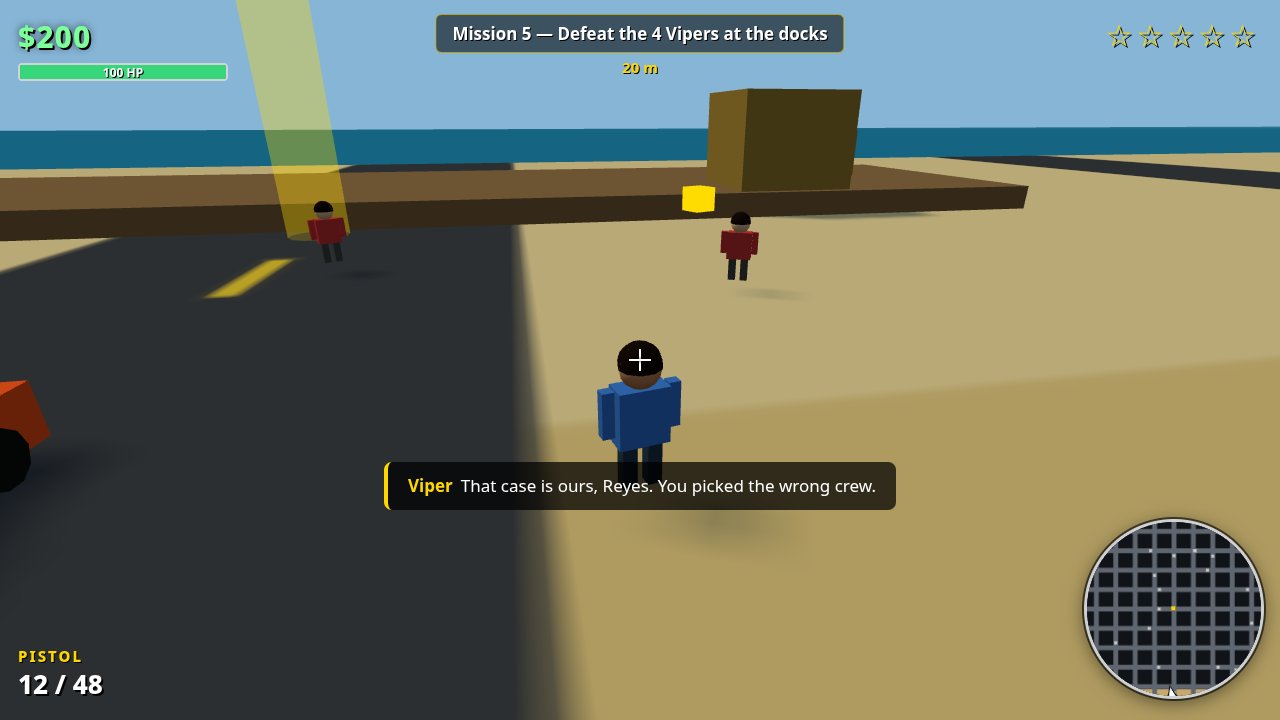 $200
100 HP
Mission 5 — Defeat the 4 Vipers at the docks
20 m
Viper That case is ours, Reyes. You picked the wrong crew.
PISTOL
12 / 48